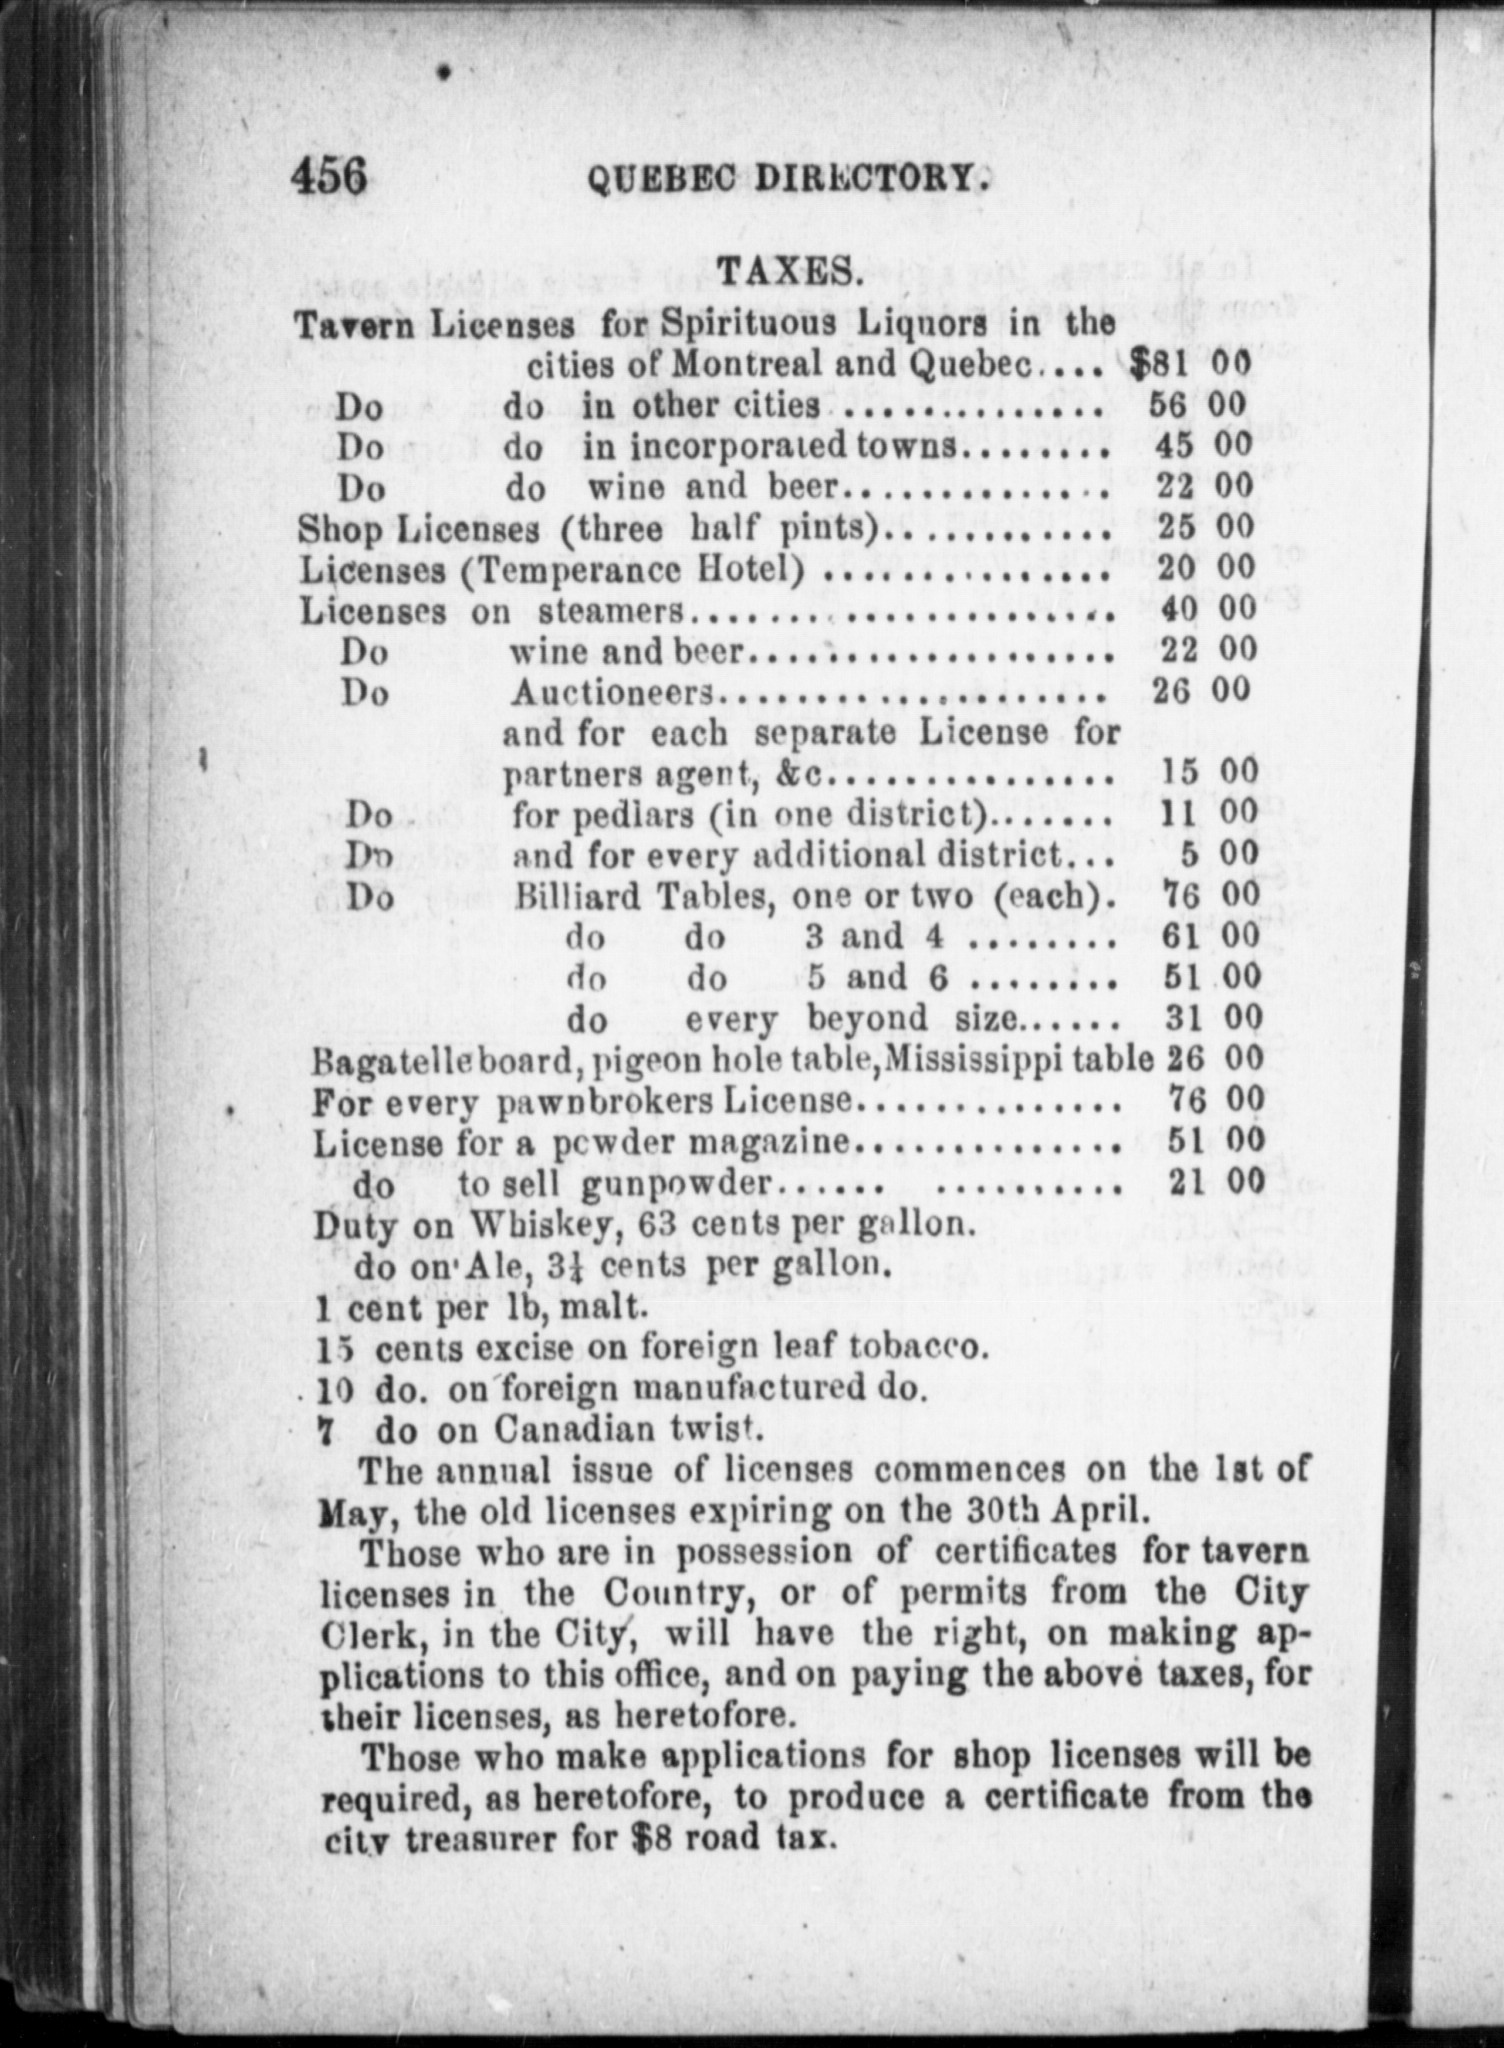 456 QUEBEC DIRECTORY.
TAXES.
Tavern Licenses for Spirituous Liquors in the
cities of Montreal and Quebec.... $81 00
Do do in other cities .............. 56 00
Do do in incorporated towns........ 45 00
Do do wine and beer.............. 22 00
Shop Licenses (three half pints)............ 25 00
Licenses (Temperance Hotel) ............... 20 00
Licenses on steamers...................... 40 00
Do wine and beer................... 22 00
Do Auctioneers.................... 26 00
and for each separate License for
partners agent, &c............... 15 00
Do for pedlars (in one district)....... 11 00
Do and for every additional district... 5 00
Do Billiard Tables, one or two (each). 76 00
do do 3 and 4 ........ 61 00
do do 5 and 6 ........ 51 00
do every beyond size...... 31 00
Bagatelle board, pigeon hole table, Mississippi table 26 00
For every pawnbrokers License.............. 76 00
License for a powder magazine.............. 51 00
do to sell gunpowder...... .......... 21 00
Duty on Whiskey, 63 cents per gallon.
do on Ale, 3¼ cents per gallon.
1 cent per lb, malt.
15 cents excise on foreign leaf tobacco.
10 do. on foreign manufactured do.
7 do on Canadian twist.
The annual issue of licenses commences on the 1st of
May, the old licenses expiring on the 30th April.
Those who are in possession of certificates for tavern
licenses in the Country, or of permits from the City
Clerk, in the City, will have the right, on making ap-
plications to this office, and on paying the above taxes, for
their licenses, as heretofore.
Those who make applications for shop licenses will be
required, as heretofore, to produce a certificate from the
city treasurer for $8 road tax.